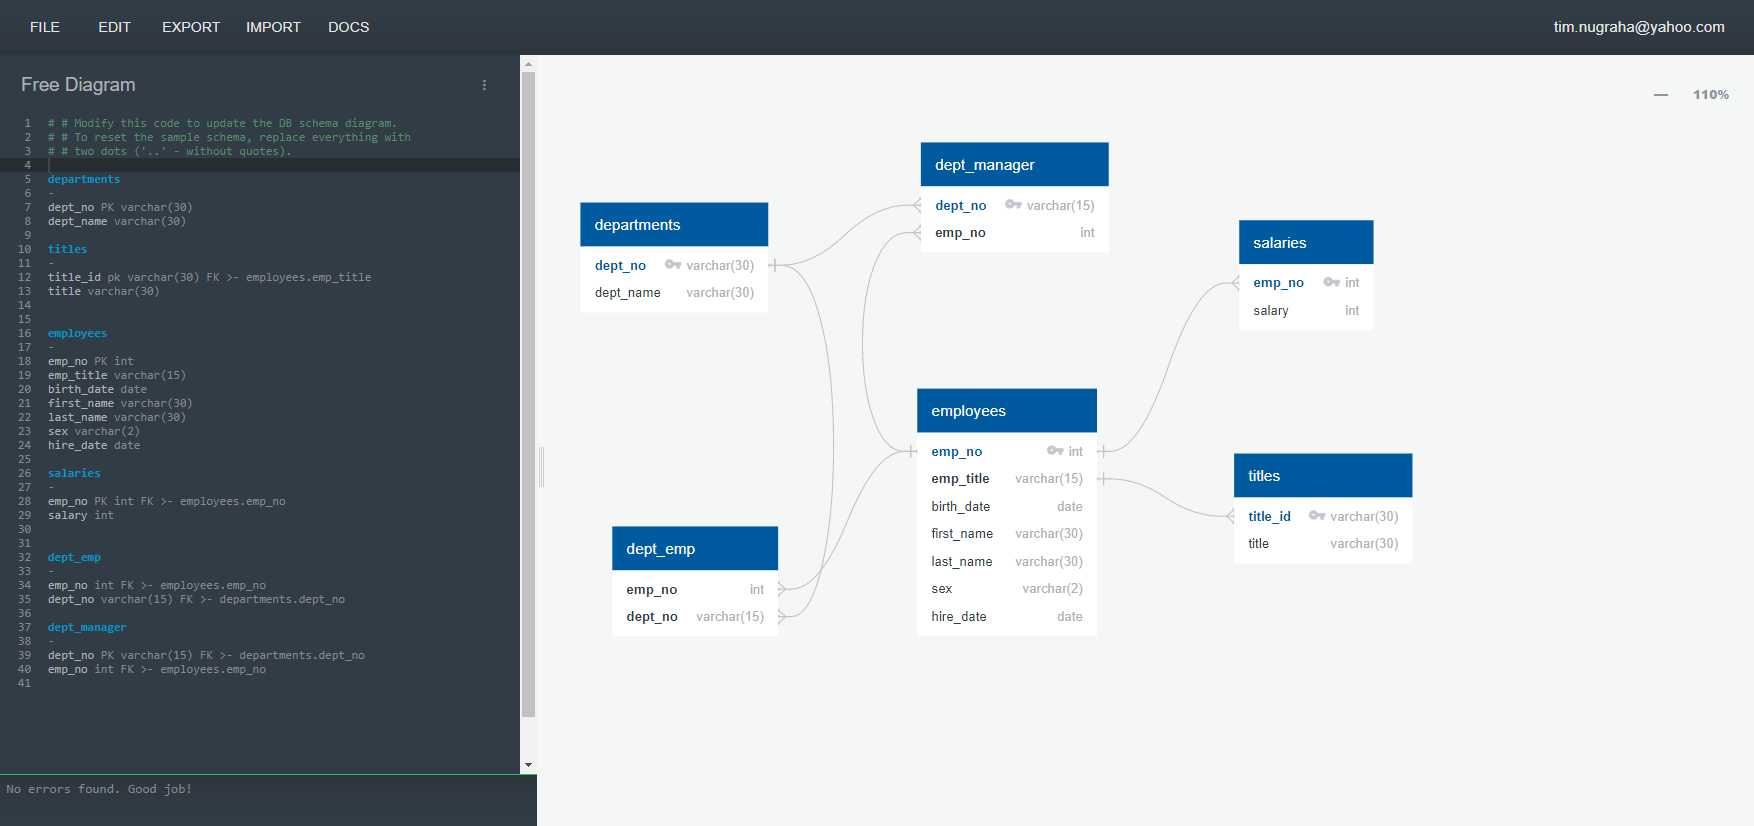 FILE EDIT EXPORT IMPORT DOCS tim.nugraha@yahoo.com
Free Diagram
1 # # Modify this code to update the DB schema diagram.
2 # # To reset the sample schema, replace everything with
3 # # two dots ('..' - without quotes).
4
5 departments
6 -
7 dept_no PK varchar(30)
8 dept_name varchar(30)
9
10 titles
11 -
12 title_id pk varchar(30) FK >- employees.emp_title
13 title varchar(30)
14
15
16 employees
17 -
18 emp_no PK int
19 emp_title varchar(15)
20 birth_date date
21 first_name varchar(30)
22 last_name varchar(30)
23 sex varchar(2)
24 hire_date date
25
26 salaries
27 -
28 emp_no PK int FK >- employees.emp_no
29 salary int
30
31
32 dept_emp
33 -
34 emp_no int FK >- employees.emp_no
35 dept_no varchar(15) FK >- departments.dept_no
36
37 dept_manager
38 -
39 dept_no PK varchar(15) FK >- departments.dept_no
40 emp_no int FK >- employees.emp_no
41
No errors found. Good job!
110%
departments
dept_no varchar(30)
dept_name varchar(30)
dept_manager
dept_no varchar(15)
emp_no int
salaries
emp_no int
salary int
employees
emp_no int
emp_title varchar(15)
birth_date date
first_name varchar(30)
last_name varchar(30)
sex varchar(2)
hire_date date
titles
title_id varchar(30)
title varchar(30)
dept_emp
emp_no int
dept_no varchar(15)